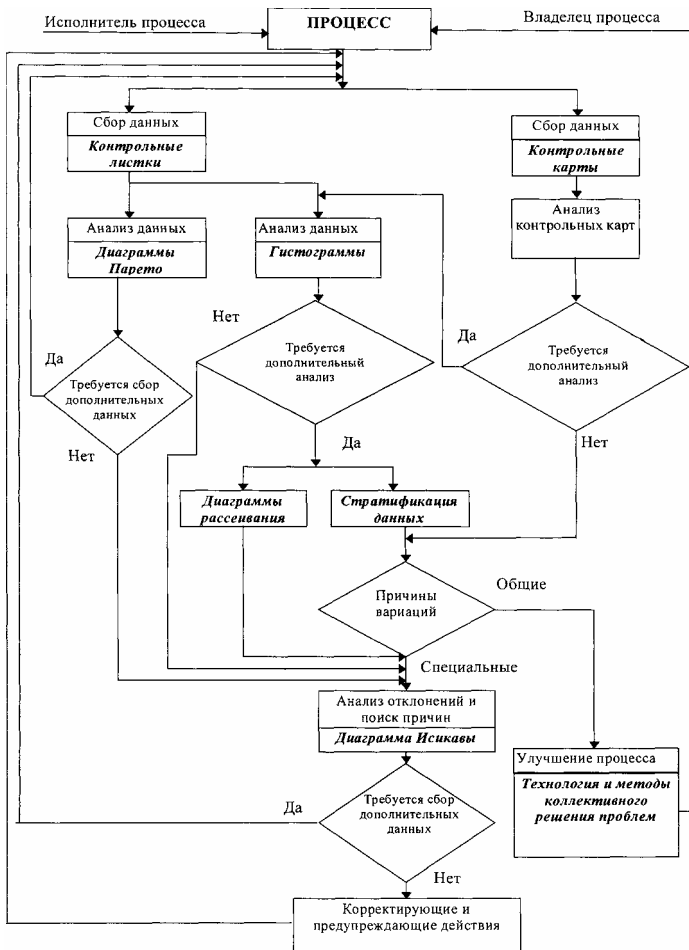 Исполнитель процесса
ПРОЦЕСС
Владелец процесса
Сбор данных
Контрольные
листки
Сбор данных
Контрольные
карты
Анализ данных
Диаграммы
Парето
Анализ данных
Гистограммы
Анализ
контрольных карт
Нет
Да
Да
Требуется сбор
дополнительных
данных
Требуется
дополнительный
анализ
Требуется
дополнительный
анализ
Нет
Да
Нет
Диаграммы
рассеивания
Стратификация
данных
Причины
вариаций
Общие
Специальные
Анализ отклонений и
поиск причин
Диаграмма Исикавы
Улучшение процесса
Технология и методы
коллективного
решения проблем
Да
Требуется сбор
дополнительных
данных
Нет
Корректирующие и
предупреждающие действия